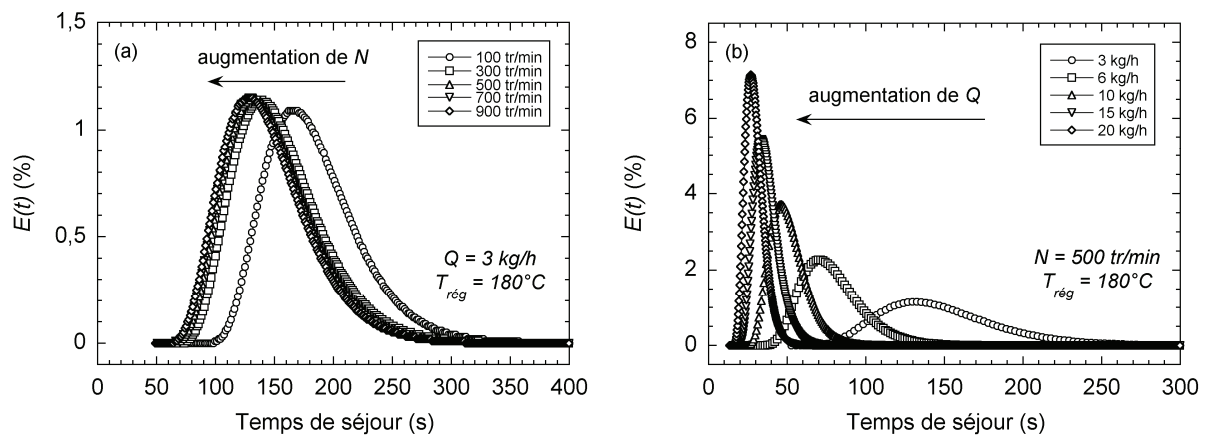 (a)
augmentation de N
100 tr/min
300 tr/min
500 tr/min
700 tr/min
900 tr/min
Q = 3 kg/h
Trég = 180°C
E(t) (%)
1,5
1
0,5
0
0 50 100 150 200 250 300 350 400
Temps de séjour (s)
(b)
augmentation de Q
3 kg/h
6 kg/h
10 kg/h
15 kg/h
20 kg/h
N = 500 tr/min
Trég = 180°C
E(t) (%)
8
6
4
2
0
0 50 100 150 200 250 300
Temps de séjour (s)